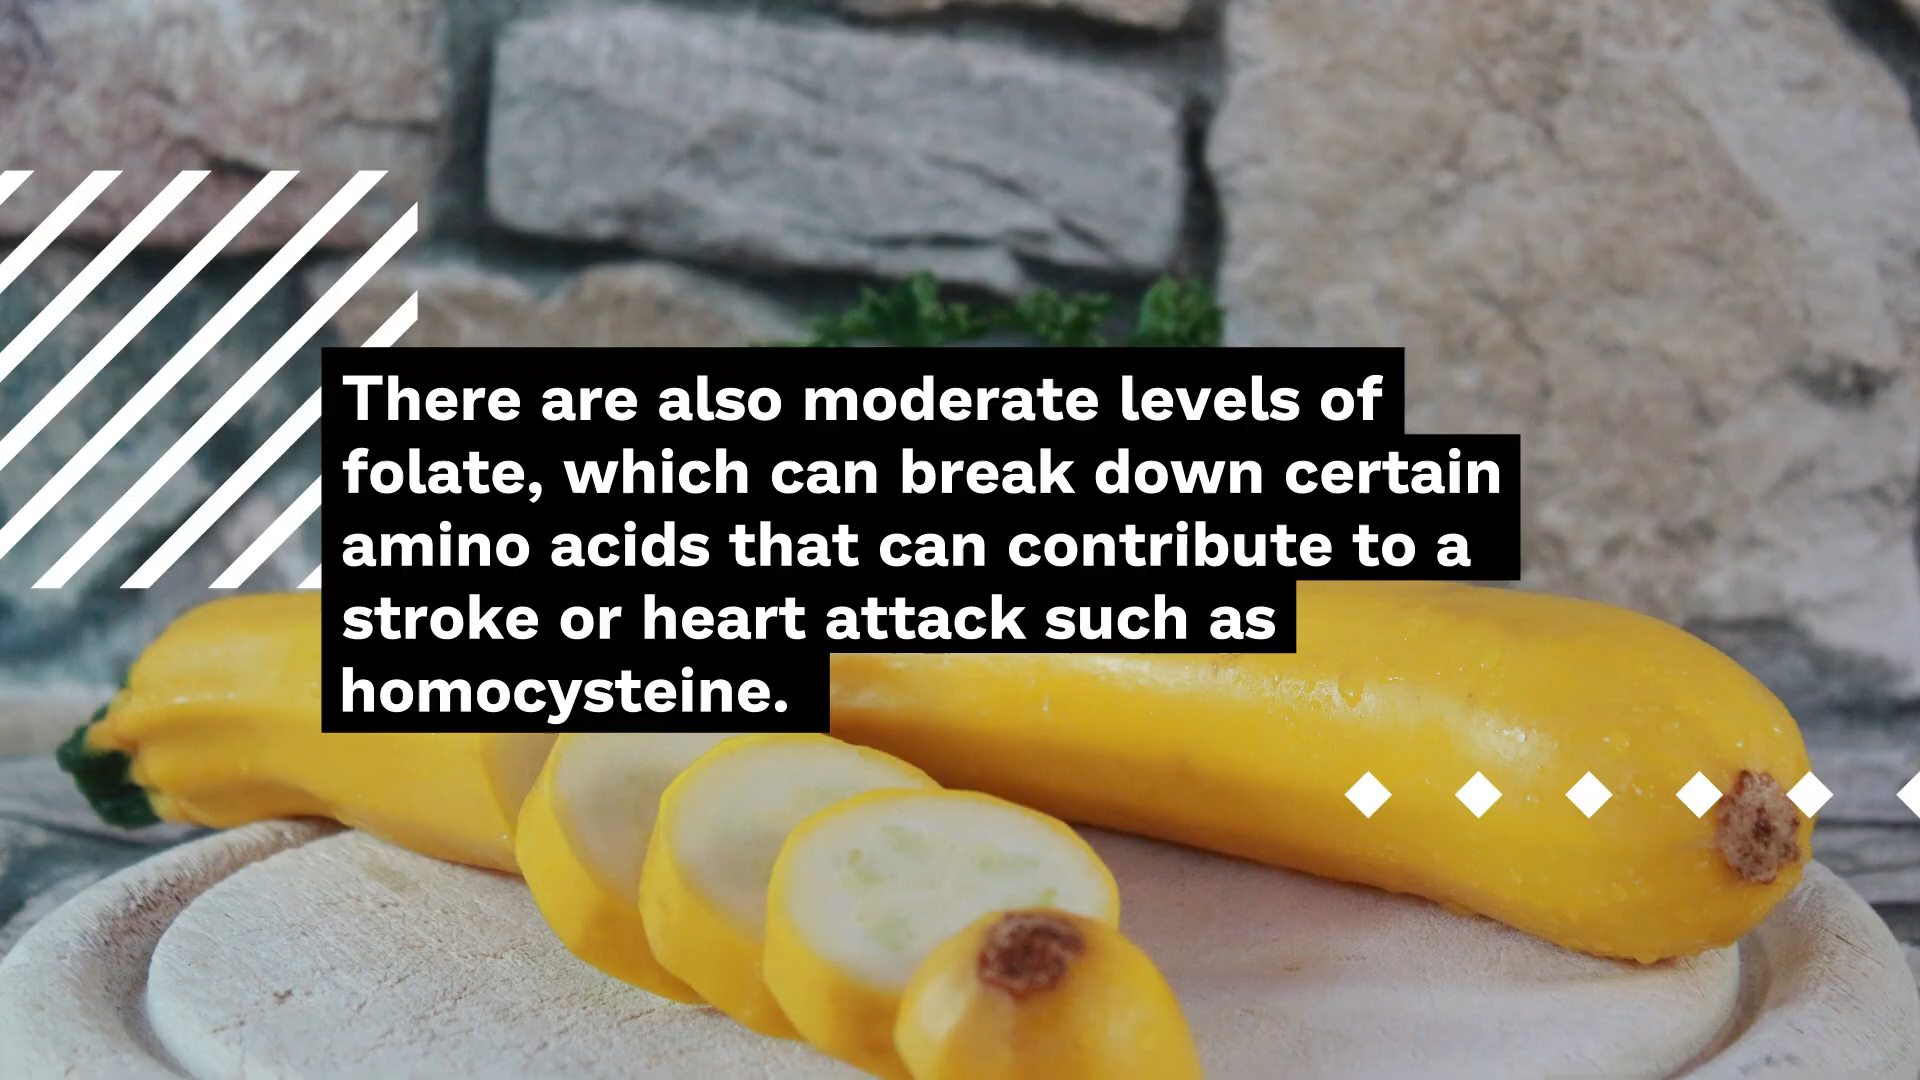 There are also moderate levels of
folate, which can break down certain
amino acids that can contribute to a
stroke or heart attack such as
homocysteine.